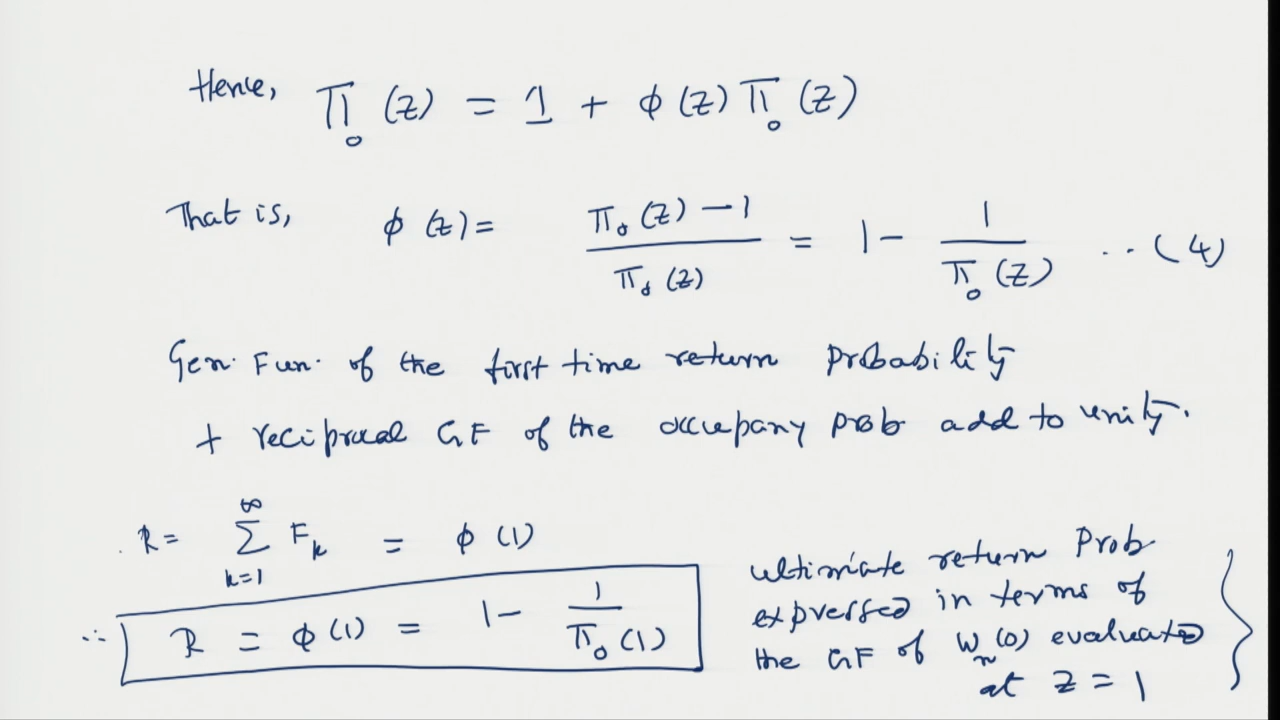 Hence, Π₀ (z) = 1 + ϕ (z) Π₀ (z)
That is, ϕ (z) = (Π₀ (z) − 1) / (Π₀ (z)) = 1 − 1 / (Π₀ (z)) .. (4)
Gen. Fun. of the first time return Probability
+ reciprocal GF of the occupany prob add to unity.
R = ∑_{k=1}^{∞} F_k = ϕ (1)
∴ R = ϕ (1) = 1 − 1 / (Π₀ (1))
ultimate return Prob
expressed in terms of
the GF of W_n (0) evaluated
at z = 1